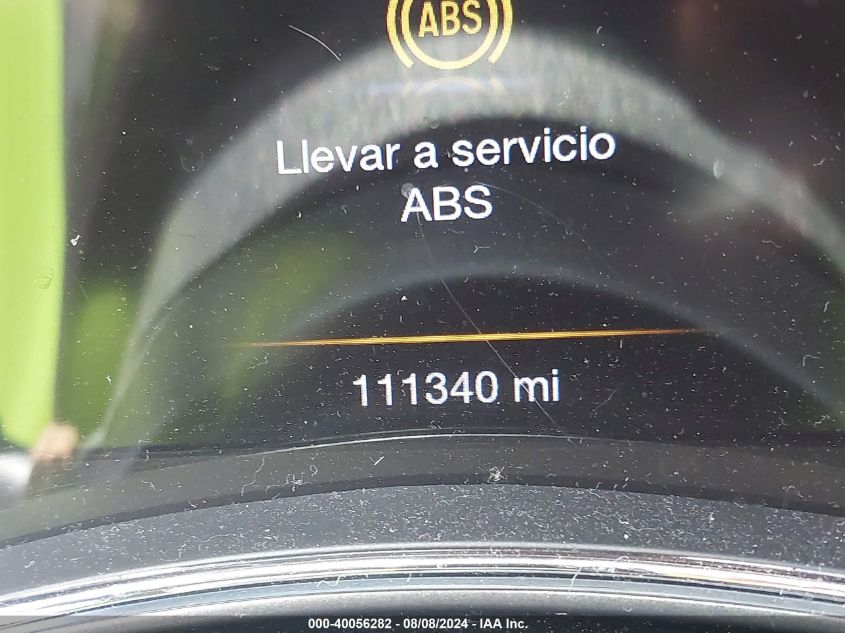 ABS
Llevar a servicio
ABS
111340 mi
000-40056282 - 08/08/2024 - IAA Inc.